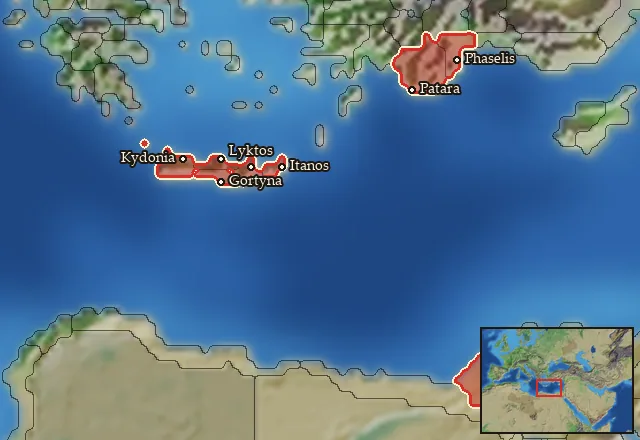 Phaselis
Patara
Lyktos
Kydonia
Itanos
Gortyna